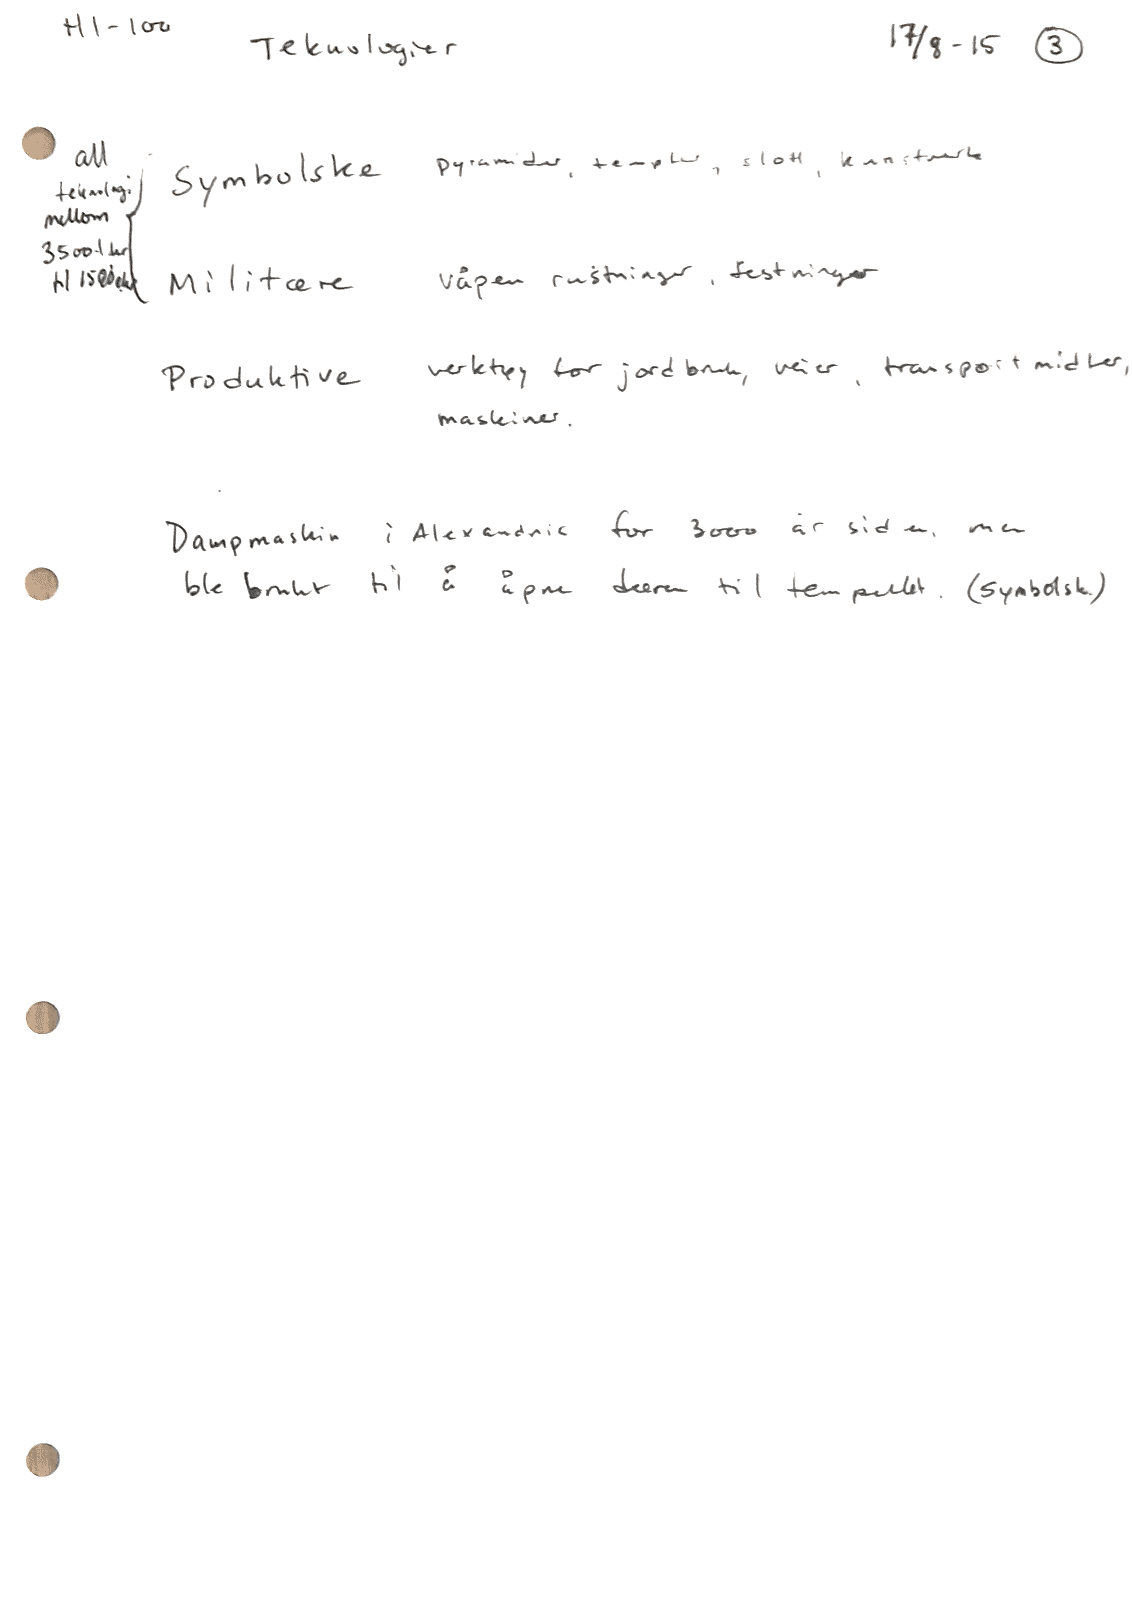 HI-100
Teknologier
17/8-15 3
all
teknologi
mellom
3500 f.kr
til 1500
Symbolske pyramider, templer, slott, kunstverk
Militære våpen rustninger, festninger
Produktive verktøy for jordbruk, veier, transportmidler,
maskiner.
Dampmaskin i Alexandria for 3000 år siden, men
ble brukt til å åpne døren til tempellet. (Symbolsk)